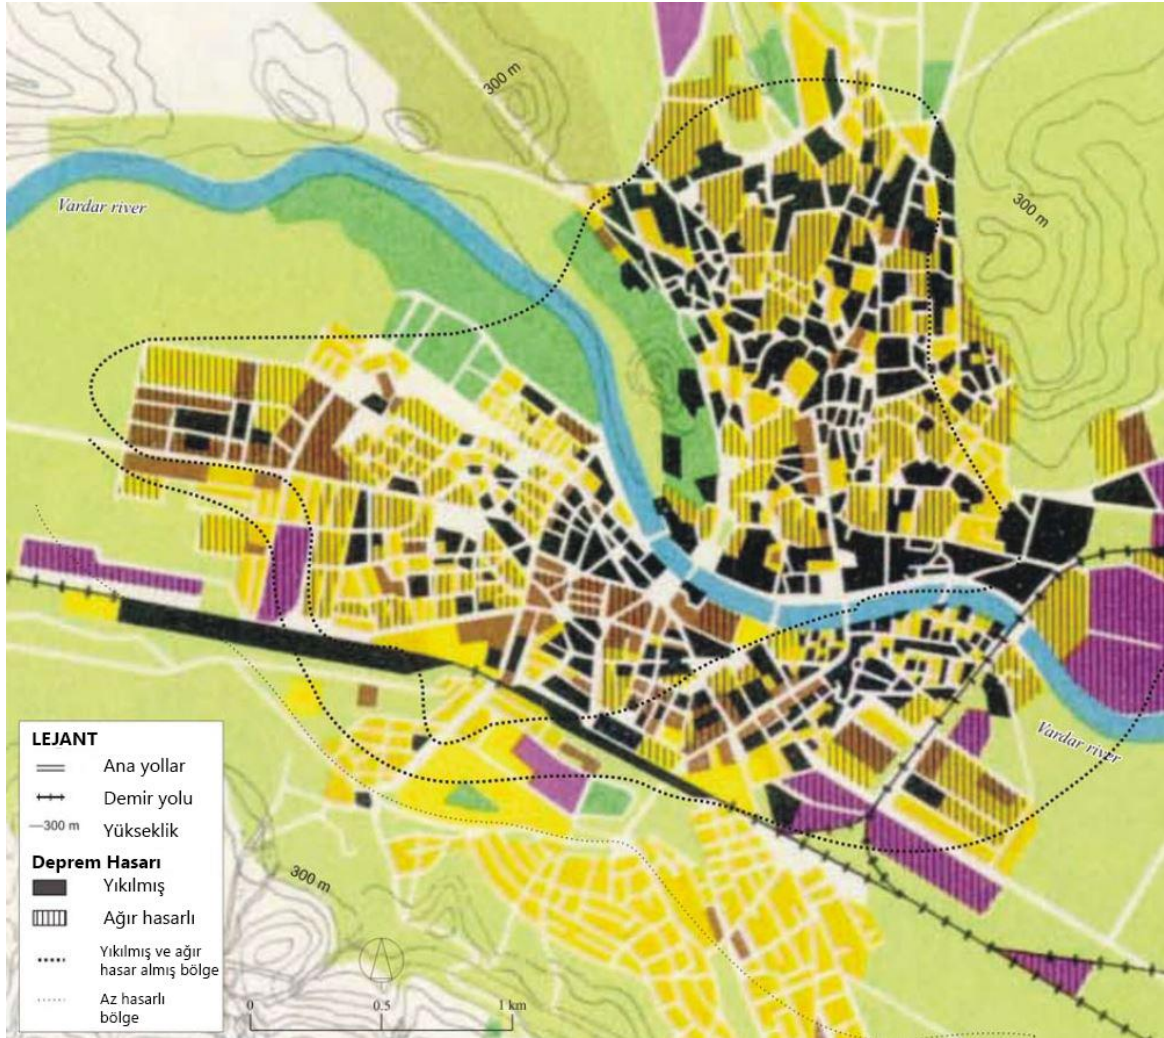 300 m
Vardar river
300 m
Vardar river
300 m
LEJANT
Ana yollar
Demir yolu
300 m
Yükseklik
Deprem Hasarı
Yıkılmış
Ağır hasarlı
Yıkılmış ve ağır
hasar almış bölge
Az hasarlı
bölge
0 0.5 1 km